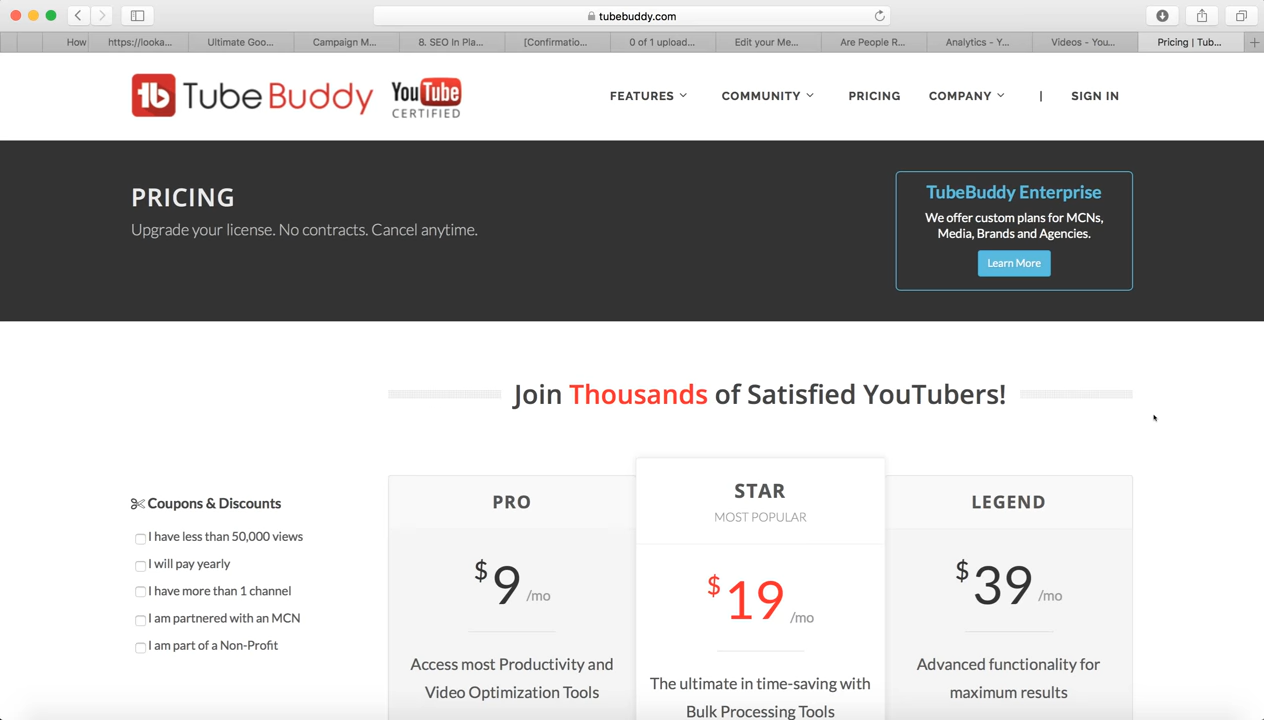 tubebuddy.com
How
https://looka...
Ultimate Goo...
Campaign M...
8. SEO In Pla...
[Confirmatio...
0 of 1 upload...
Edit your Me...
Are People R...
Analytics - Y...
Videos - You...
Pricing | Tub...
TubeBuddy
YouTube
CERTIFIED
FEATURES
COMMUNITY
PRICING
COMPANY
|
SIGN IN
PRICING
Upgrade your license. No contracts. Cancel anytime.
TubeBuddy Enterprise
We offer custom plans for MCNs,
Media, Brands and Agencies.
Learn More
Join Thousands of Satisfied YouTubers!
Coupons & Discounts
I have less than 50,000 views
I will pay yearly
I have more than 1 channel
I am partnered with an MCN
I am part of a Non-Profit
PRO
$9 /mo
Access most Productivity and
Video Optimization Tools
STAR
MOST POPULAR
$19 /mo
The ultimate in time-saving with
Bulk Processing Tools
LEGEND
$39 /mo
Advanced functionality for
maximum results